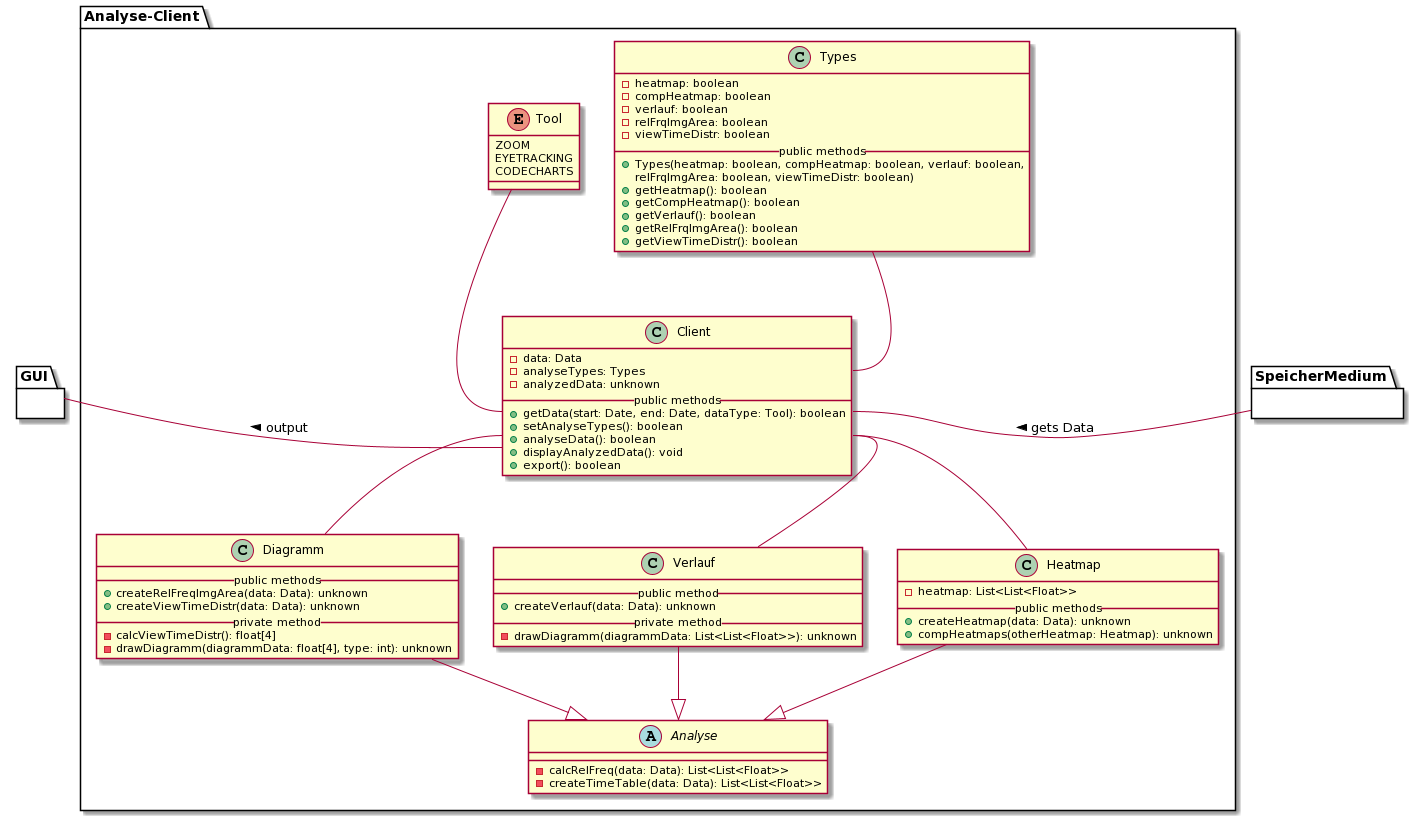 Analyse-Client
C Types
heatmap: boolean
compHeatmap: boolean
verlauf: boolean
relFrqImgArea: boolean
viewTimeDistr: boolean
public methods
Types(heatmap: boolean, compHeatmap: boolean, verlauf: boolean,
relFrqImgArea: boolean, viewTimeDistr: boolean)
getHeatmap(): boolean
getCompHeatmap(): boolean
getVerlauf(): boolean
getRelFrqImgArea(): boolean
getViewTimeDistr(): boolean
E Tool
ZOOM
EYETRACKING
CODECHARTS
C Client
data: Data
analyseTypes: Types
analyzedData: unknown
public methods
getData(start: Date, end: Date, dataType: Tool): boolean
setAnalyseTypes(): boolean
analyseData(): boolean
displayAnalyzedData(): void
export(): boolean
GUI
output
SpeicherMedium
gets Data
C Diagramm
public methods
createRelFreqImgArea(data: Data): unknown
createViewTimeDistr(data: Data): unknown
private method
calcViewTimeDistr(): float[4]
drawDiagramm(diagrammData: float[4], type: int): unknown
C Verlauf
public method
createVerlauf(data: Data): unknown
private method
drawDiagramm(diagrammData: List<List<Float>>): unknown
C Heatmap
heatmap: List<List<Float>>
public methods
createHeatmap(data: Data): unknown
compHeatmaps(otherHeatmap: Heatmap): unknown
A Analyse
calcRelFreq(data: Data): List<List<Float>>
createTimeTable(data: Data): List<List<Float>>